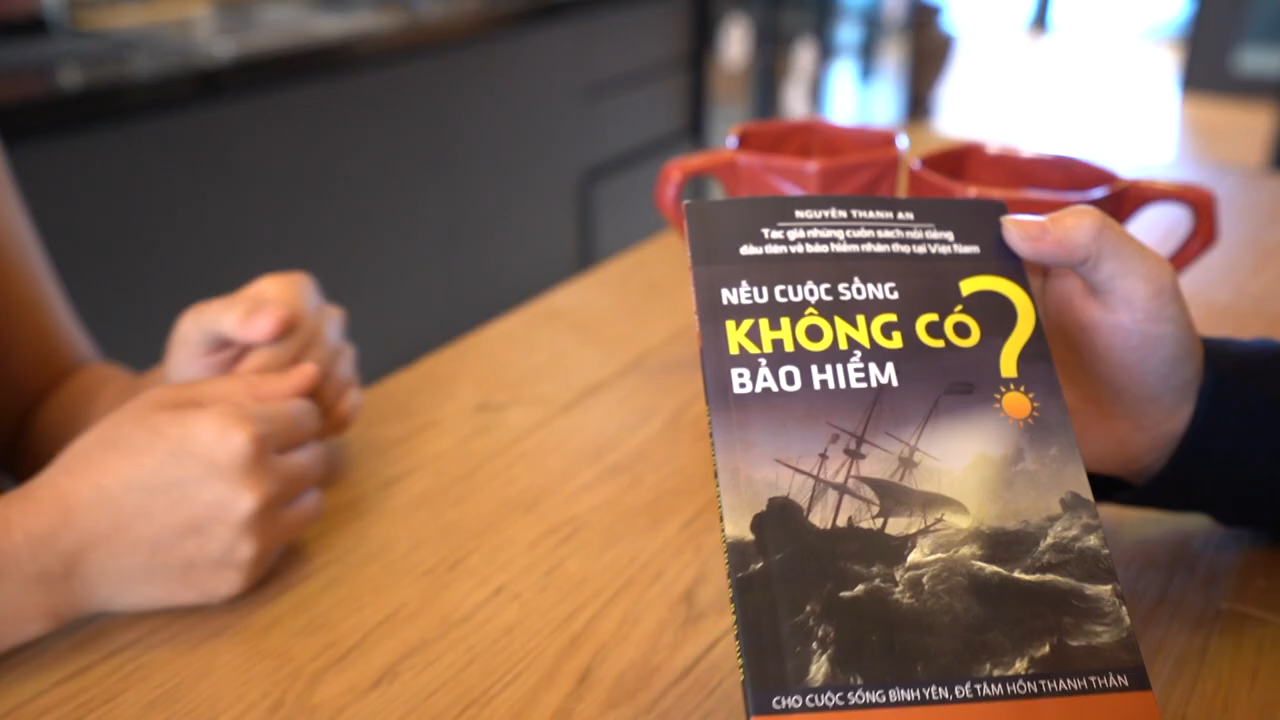 NGUYỄN THANH AN
Tác giả những cuốn sách nổi tiếng
đầu tiên về bảo hiểm nhân thọ tại Việt Nam
NẾU CUỘC SỐNG
KHÔNG CÓ ?
BẢO HIỂM
CHO CUỘC SỐNG BÌNH YÊN, ĐỂ TÂM HỒN THANH THẢN